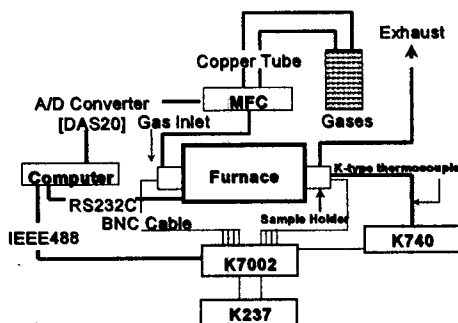 Exhaust
Copper Tube
A/D Converter
[DAS20]
Gas Inlet
MFC
Gases
Computer
Furnace
K-type thermocouple
RS232C
BNC Cable
Sample Holder
IEEE488
K7002
K740
K237